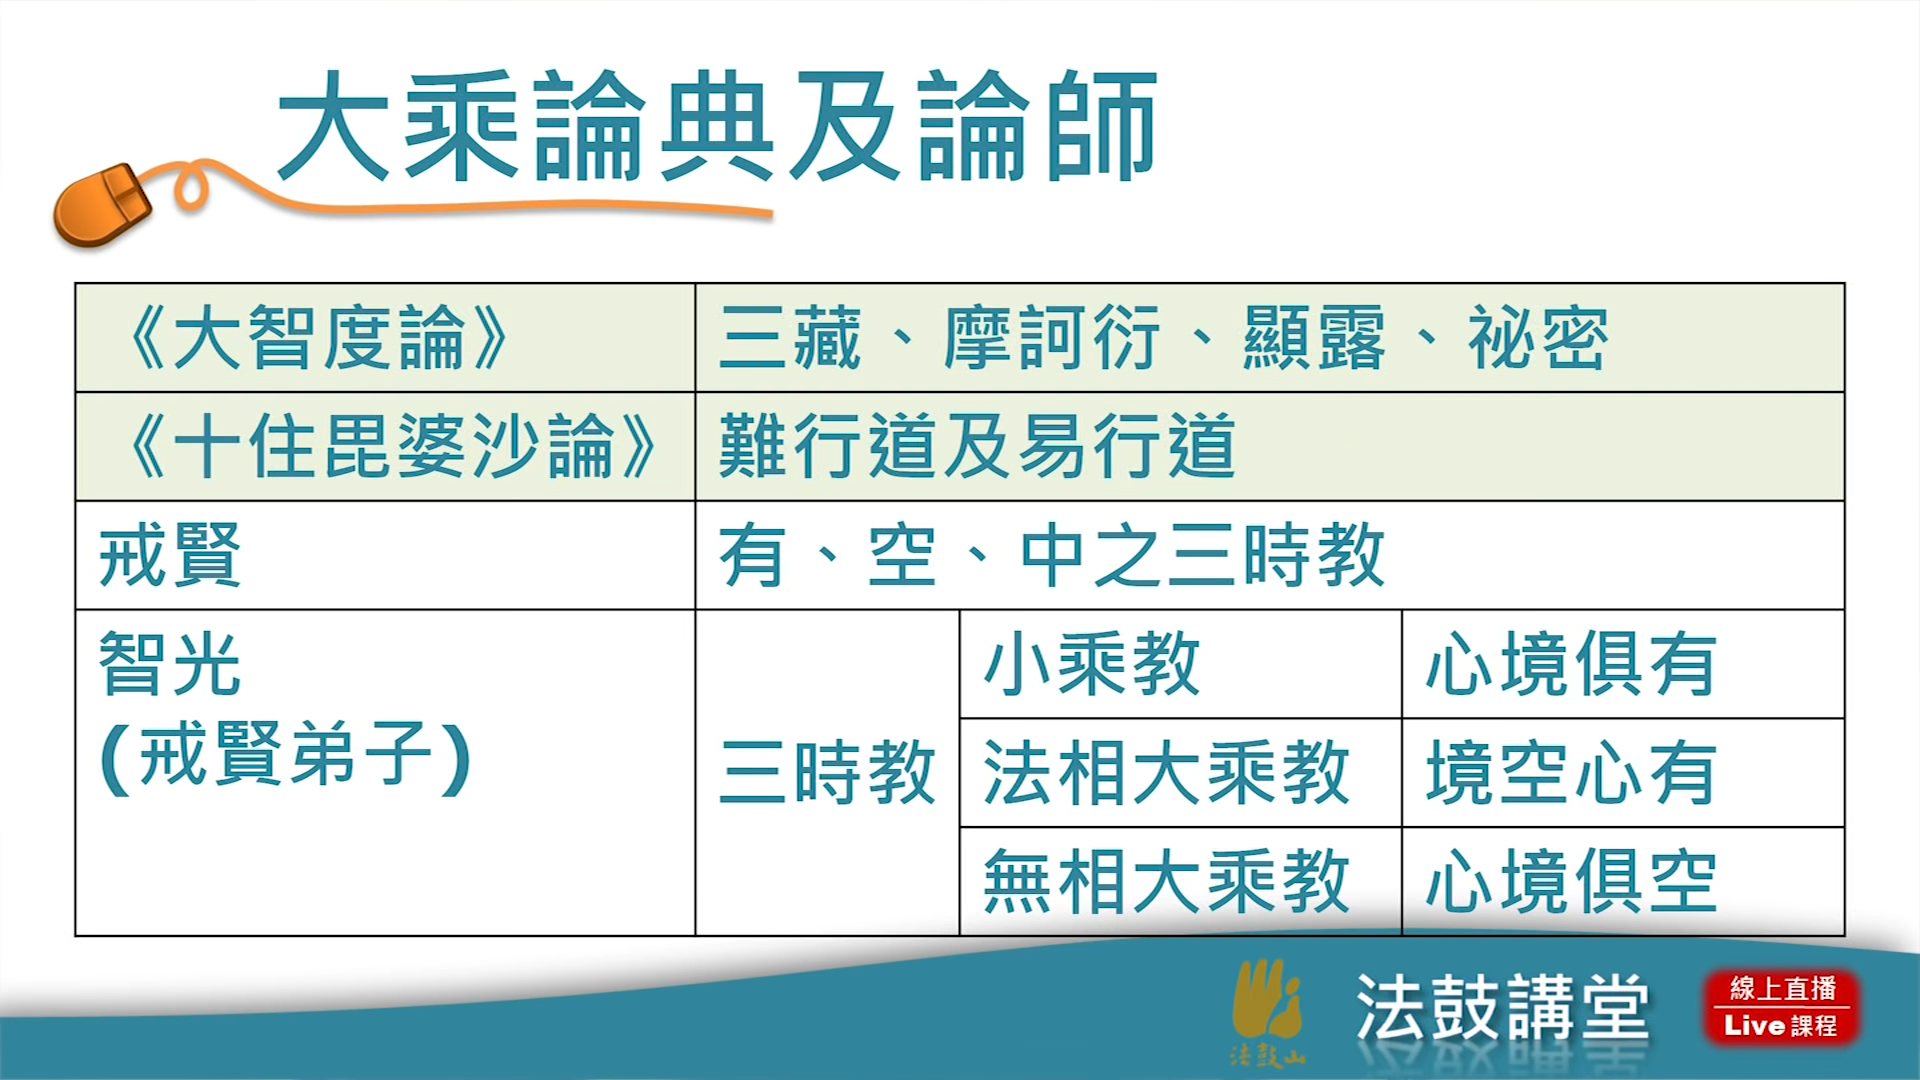 大乘論典及論師
《大智度論》 三藏、摩訶衍、顯露、祕密
《十住毘婆沙論》 難行道及易行道
戒賢 有、空、中之三時教
智光
(戒賢弟子)
三時教
小乘教 心境俱有
法相大乘教 境空心有
無相大乘教 心境俱空
法鼓山
法鼓講堂
線上直播
Live 課程